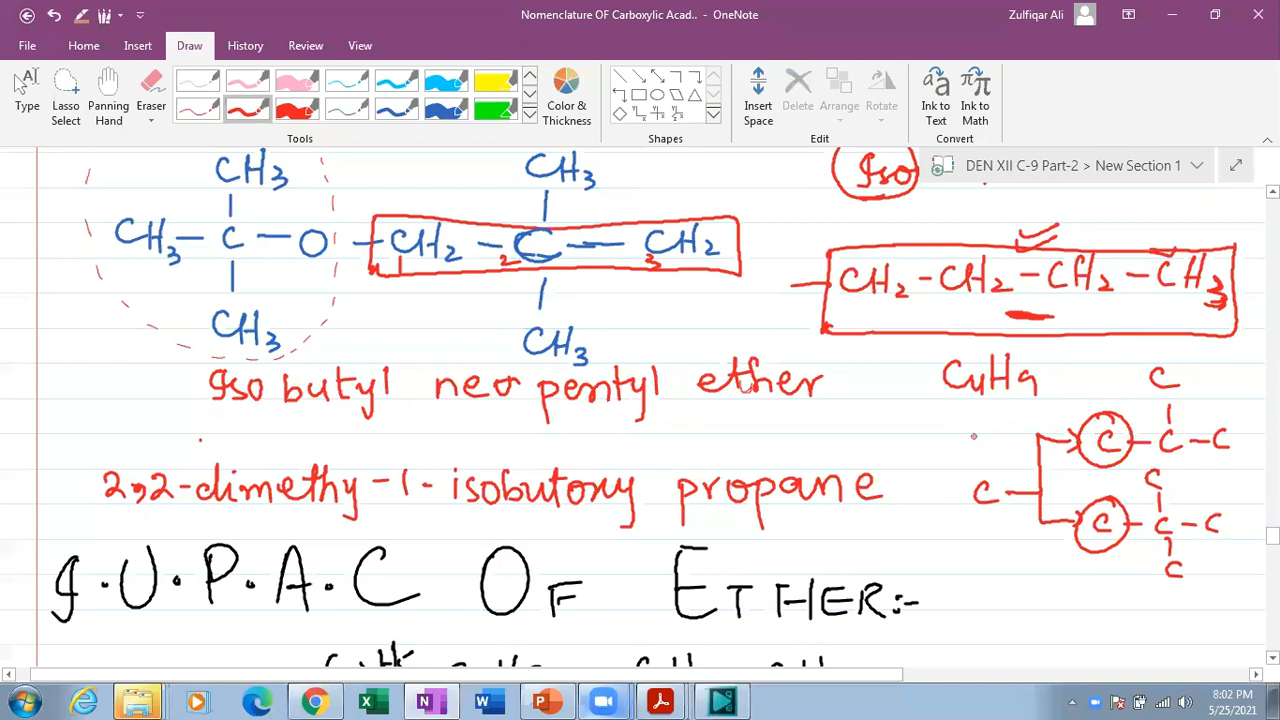 Nomenclature OF Carboxylic Acad.. - OneNote
Zulfiqar Ali
File Home Insert Draw History Review View
Type
Lasso Select
Panning Hand
Eraser
Color & Thickness
Insert Space
Delete
Arrange
Rotate
Ink to Text
Ink to Math
Tools
Shapes
Edit
Convert
DEN XII C-9 Part-2 > New Section 1
Iso
CH3 CH3
CH3 - C - O - CH2 - C - CH2
1 2 3
CH3 CH3
- CH2 - CH2 - CH2 - CH3
Iso butyl neo pentyl ether
C4H9
C
C - C - C
2,2-dimethy-1-isobutoxy propane
C
C
C - C - C
C
I.U.P.A.C OF ETHER:-
8:02 PM
5/25/2021